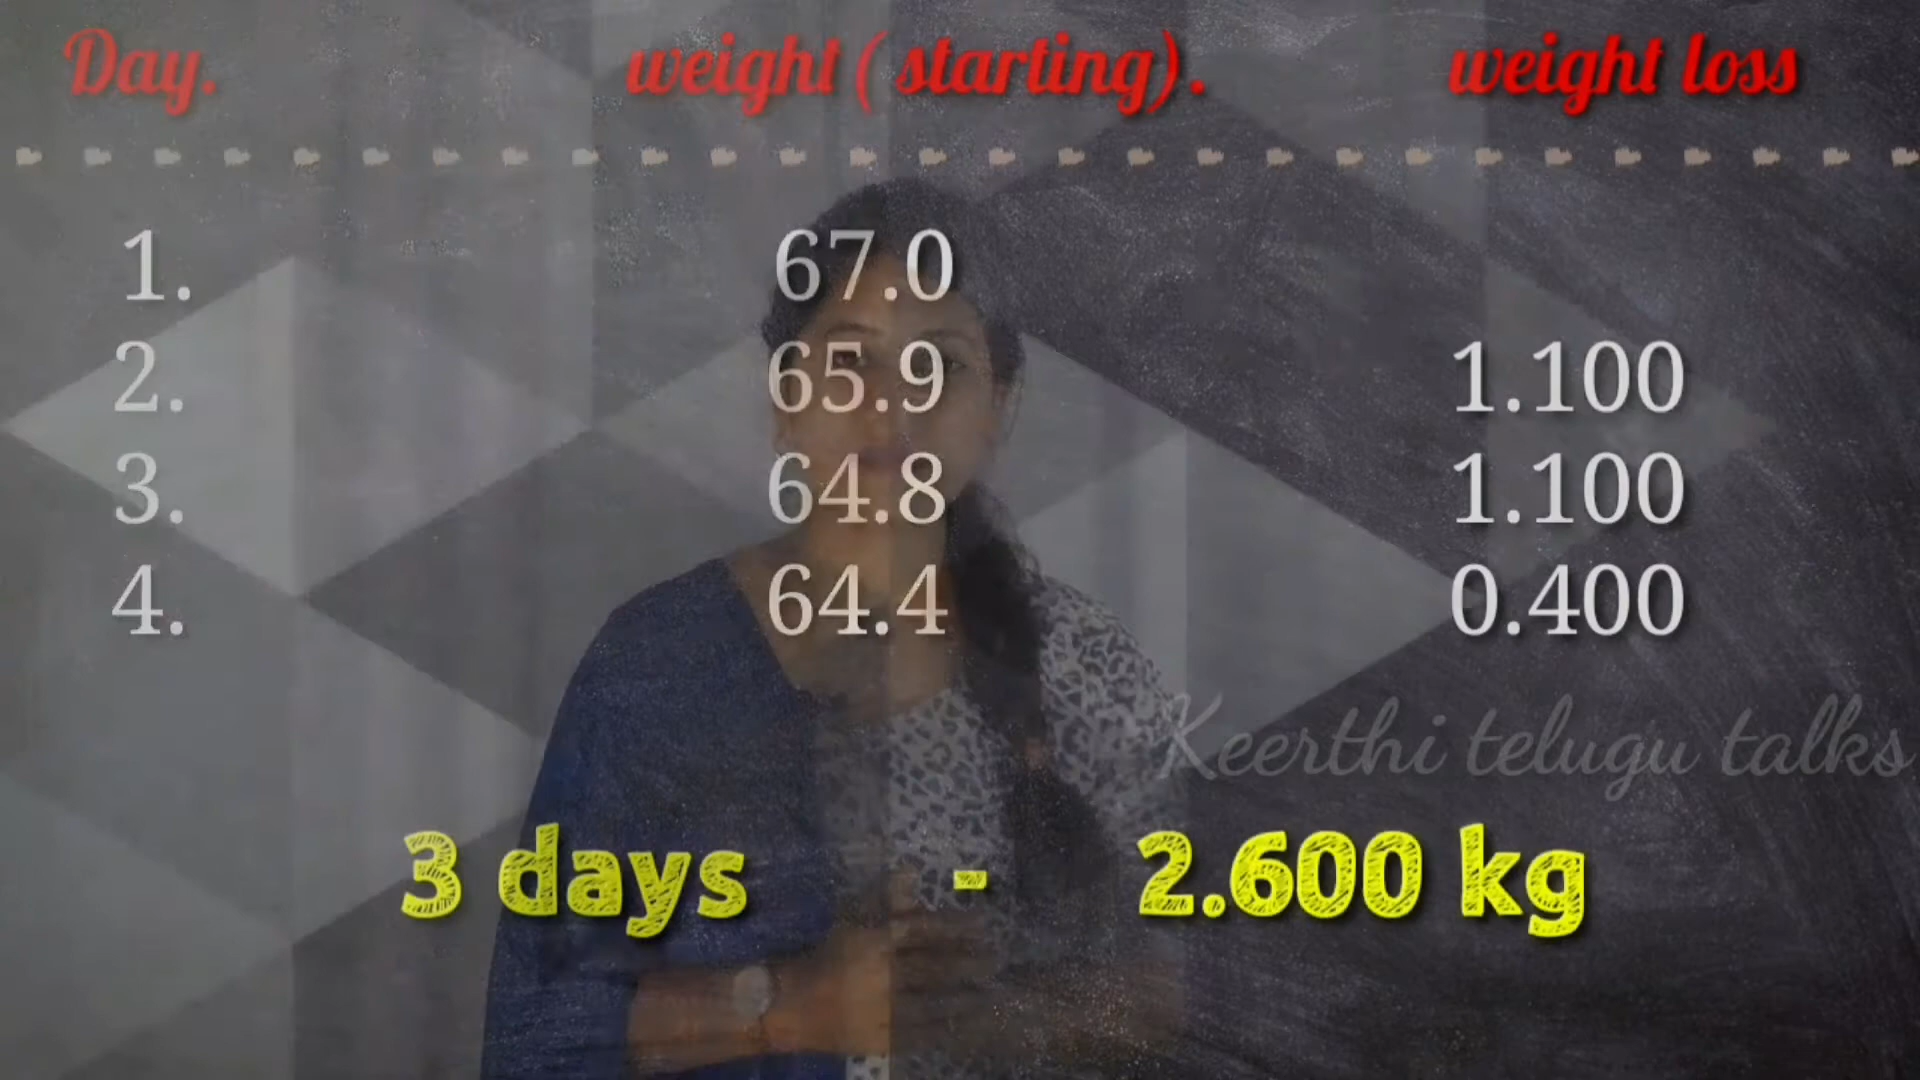 Day. weight ( starting). weight loss
1. 67.0
2. 65.9 1.100
3. 64.8 1.100
4. 64.4 0.400
Keerthi telugu talks
3 days - 2.600 kg